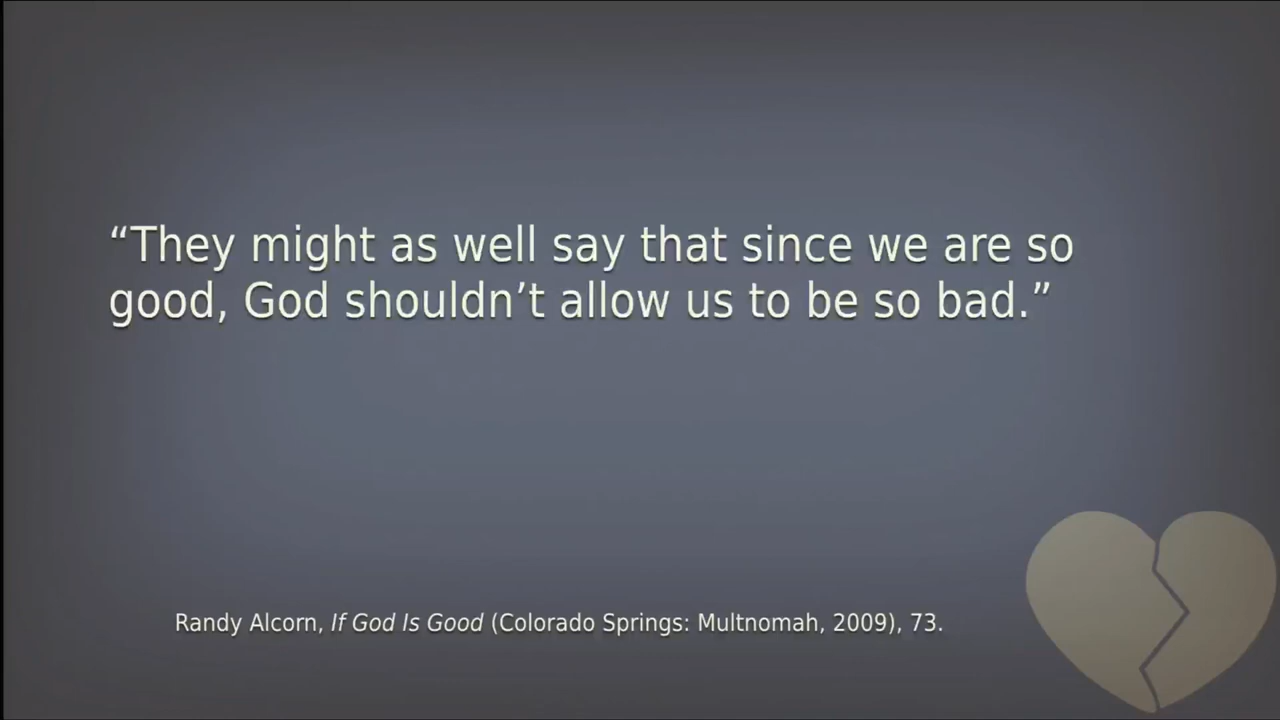 “They might as well say that since we are so
good, God shouldn’t allow us to be so bad.”
Randy Alcorn, If God Is Good (Colorado Springs: Multnomah, 2009), 73.